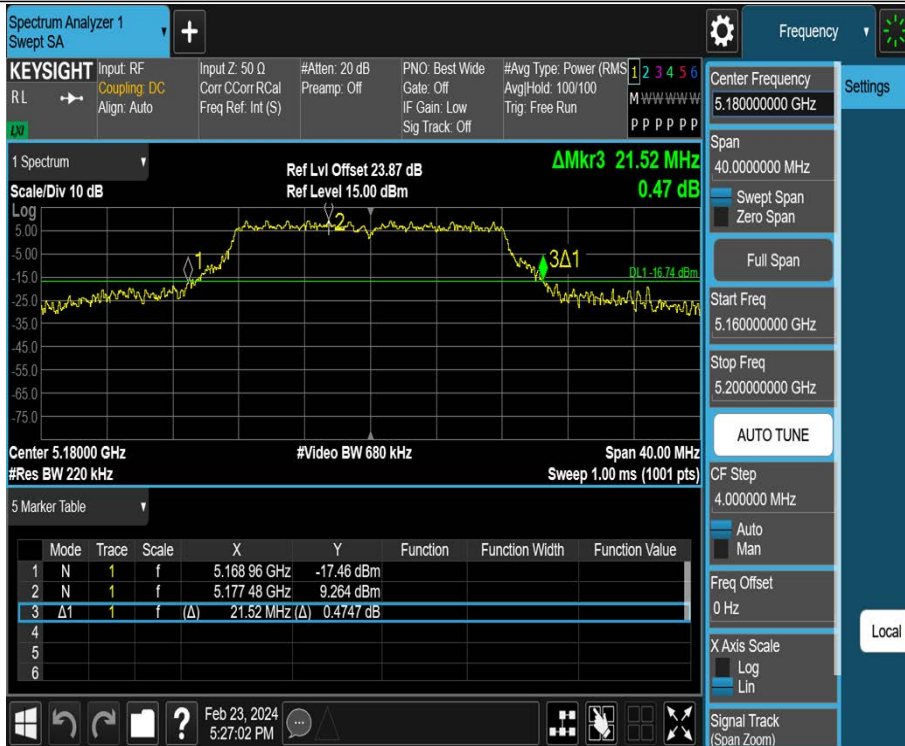 Spectrum Analyzer 1
Swept SA
+
Frequency
KEYSIGHT
RL
LXI
Input: RF
Coupling: DC
Align: Auto
Input Z: 50 Ω
Corr CCorr RCal
Freq Ref: Int (S)
#Atten: 20 dB
Preamp: Off
PNO: Best Wide
Gate: Off
IF Gain: Low
Sig Track: Off
#Avg Type: Power (RMS
Avg|Hold: 100/100
Trig: Free Run
1 2 3 4 5 6
M W W W W W
P P P P P P
1 Spectrum
Scale/Div 10 dB
Ref Lvl Offset 23.87 dB
Ref Level 15.00 dBm
ΔMkr3 21.52 MHz
0.47 dB
Log
5.00
-5.00
-15.0
-25.0
-35.0
-45.0
-55.0
-65.0
-75.0
1
2
3Δ1
DL1 -16.74 dBm
Center 5.18000 GHz
#Video BW 680 kHz
Span 40.00 MHz
#Res BW 220 kHz
Sweep 1.00 ms (1001 pts)
5 Marker Table
Mode Trace Scale X Y Function Function Width Function Value
1 N 1 f 5.168 96 GHz -17.46 dBm
2 N 1 f 5.177 48 GHz 9.264 dBm
3 Δ1 1 f (Δ) 21.52 MHz (Δ) 0.4747 dB
4
5
6
?
Feb 23, 2024
5:27:02 PM
Center Frequency
5.180000000 GHz
Span
40.0000000 MHz
Swept Span
Zero Span
Full Span
Start Freq
5.160000000 GHz
Stop Freq
5.200000000 GHz
AUTO TUNE
CF Step
4.000000 MHz
Auto
Man
Freq Offset
0 Hz
X Axis Scale
Log
Lin
Signal Track
(Span Zoom)
Settings
Local